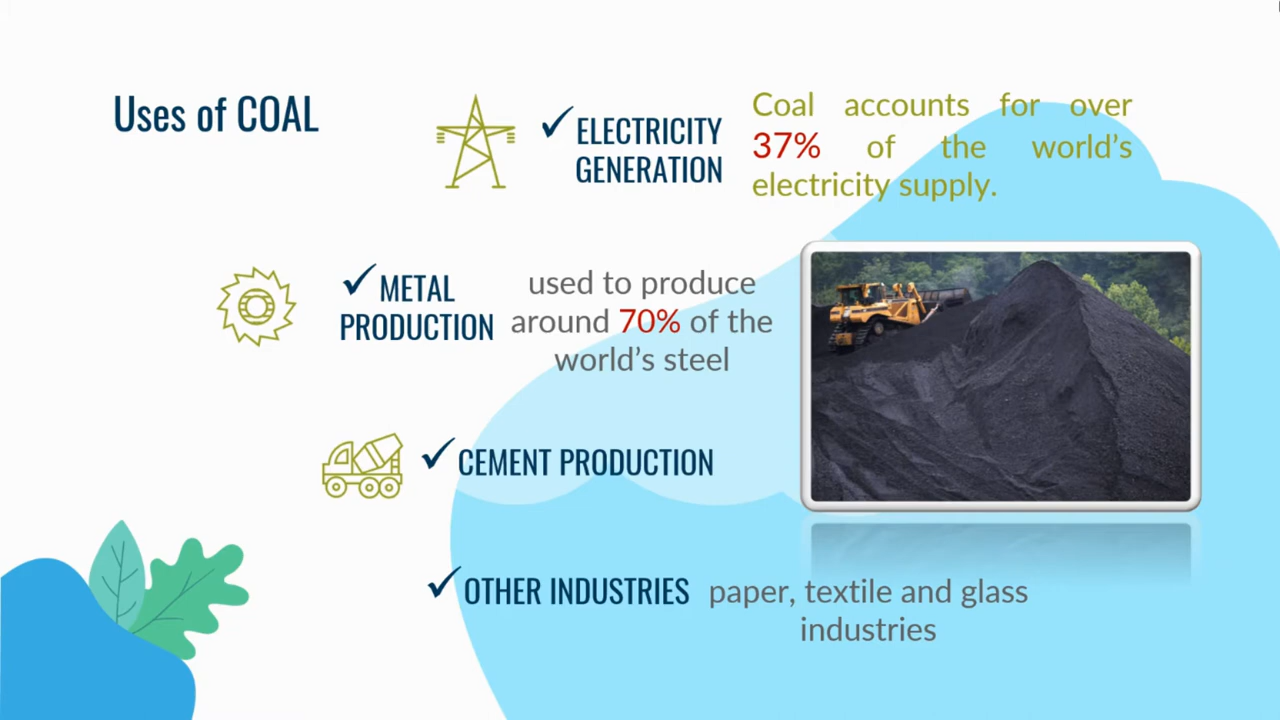 Uses of COAL
✓ELECTRICITY
GENERATION
Coal accounts for over
37% of the world's
electricity supply.
✓METAL
PRODUCTION
used to produce
around 70% of the
world's steel
✓CEMENT PRODUCTION
✓OTHER INDUSTRIES
paper, textile and glass
industries